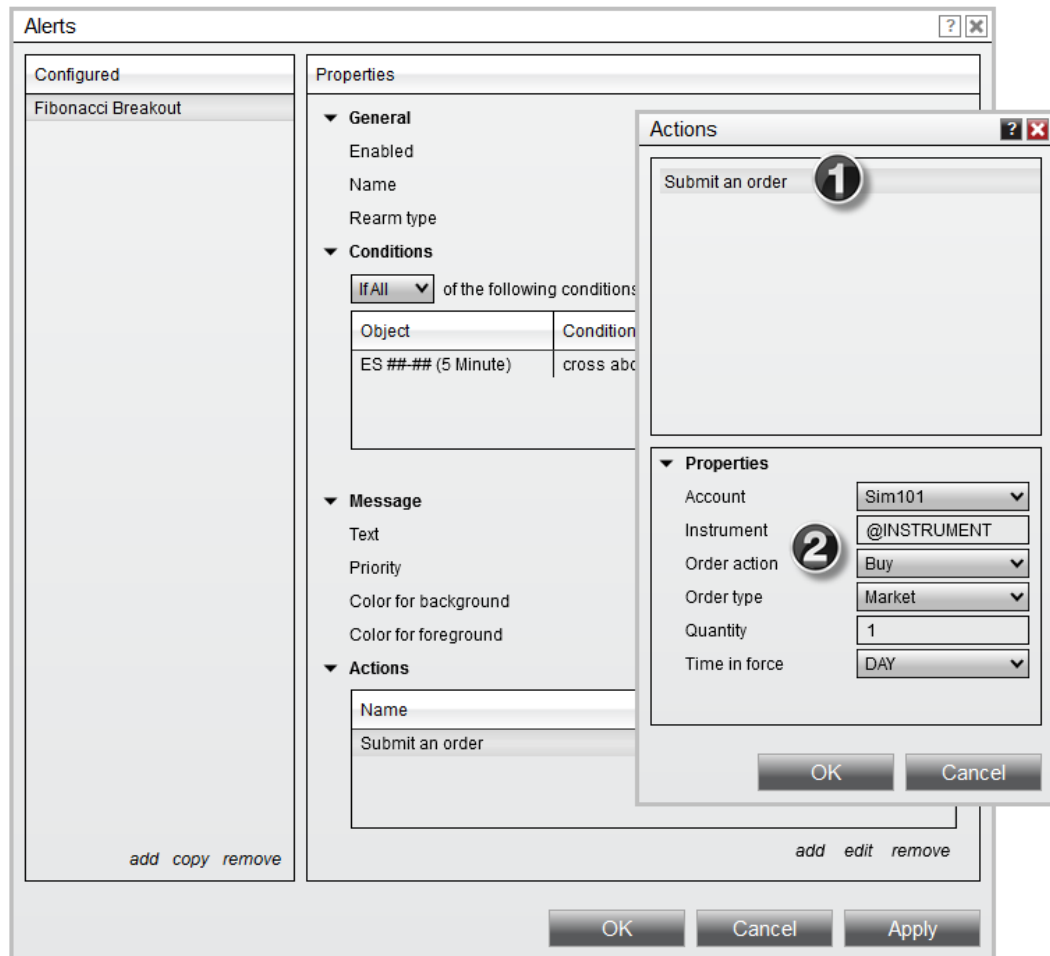 Alerts
?
Configured
Fibonacci Breakout
add copy remove
Properties
General
Enabled
Name
Rearm type
Conditions
If All of the following conditions
Object Condition
ES ##-## (5 Minute) cross abo
Message
Text
Priority
Color for background
Color for foreground
Actions
Name
Submit an order
add edit remove
OK Cancel Apply
Actions
?
Submit an order 1
Properties
Account Sim101
Instrument @INSTRUMENT
2
Order action Buy
Order type Market
Quantity 1
Time in force DAY
OK Cancel